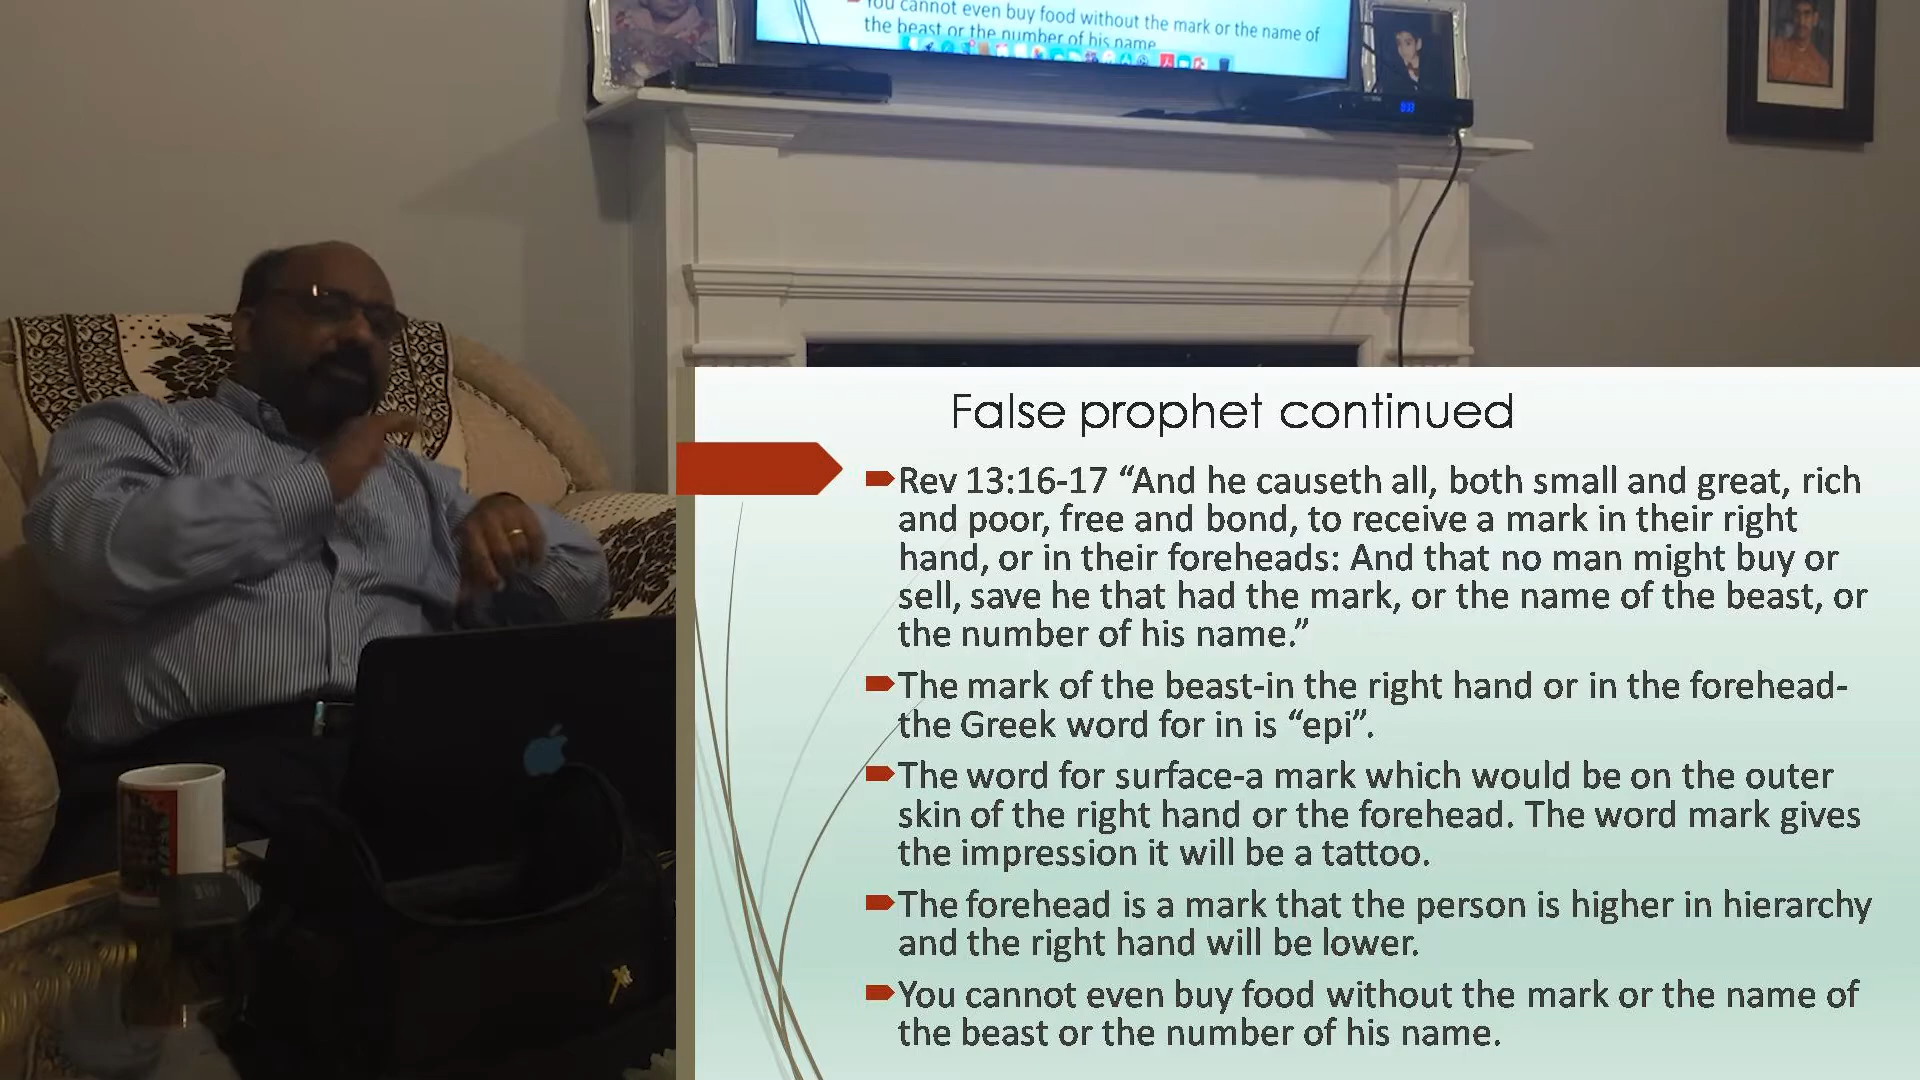 You cannot even buy food without the mark or the name of
the beast or the number of his name
False prophet continued
Rev 13:16-17 “And he causeth all, both small and great, rich
and poor, free and bond, to receive a mark in their right
hand, or in their foreheads: And that no man might buy or
sell, save he that had the mark, or the name of the beast, or
the number of his name.”
The mark of the beast-in the right hand or in the forehead-
the Greek word for in is “epi”.
The word for surface-a mark which would be on the outer
skin of the right hand or the forehead. The word mark gives
the impression it will be a tattoo.
The forehead is a mark that the person is higher in hierarchy
and the right hand will be lower.
You cannot even buy food without the mark or the name of
the beast or the number of his name.